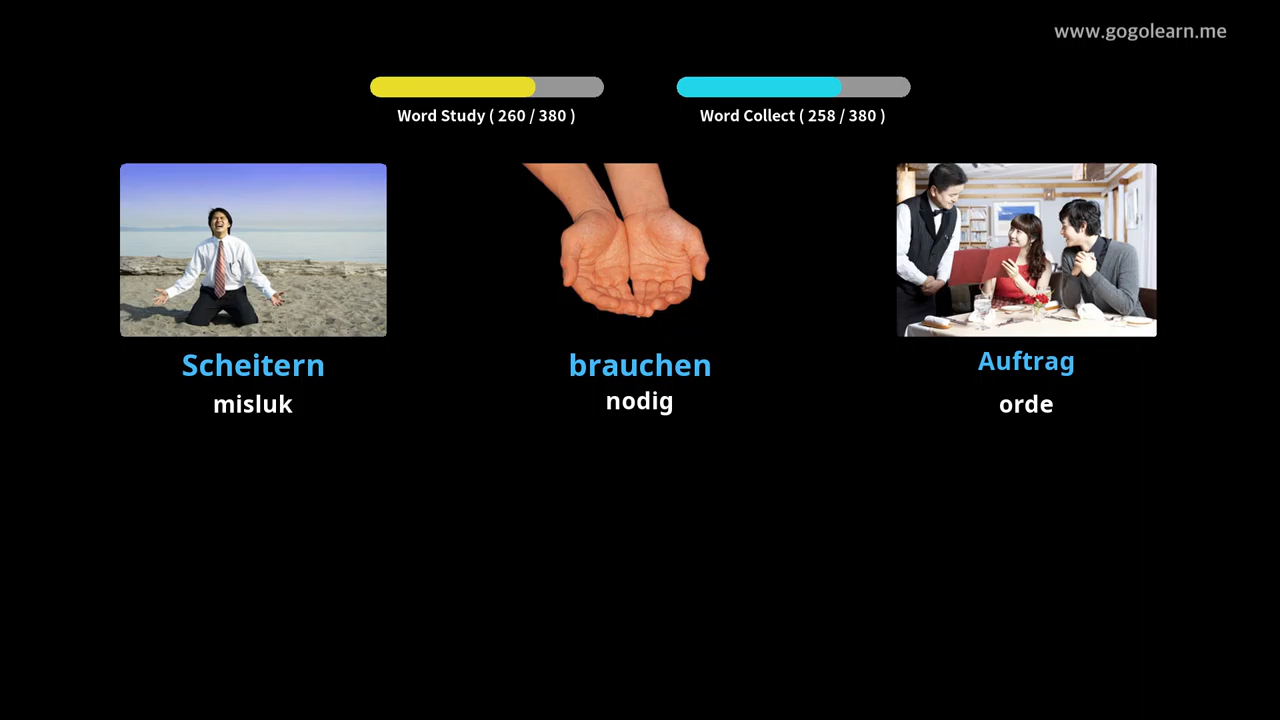 www.gogolearn.me
Word Study ( 260 / 380 )
Word Collect ( 258 / 380 )
Scheitern
brauchen
Auftrag
misluk
nodig
orde